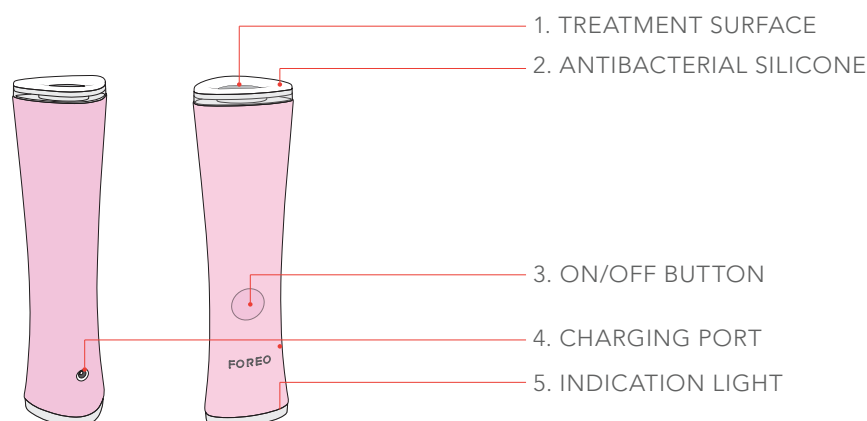 1. TREATMENT SURFACE
2. ANTIBACTERIAL SILICONE
3. ON/OFF BUTTON
4. CHARGING PORT
FOREO
5. INDICATION LIGHT